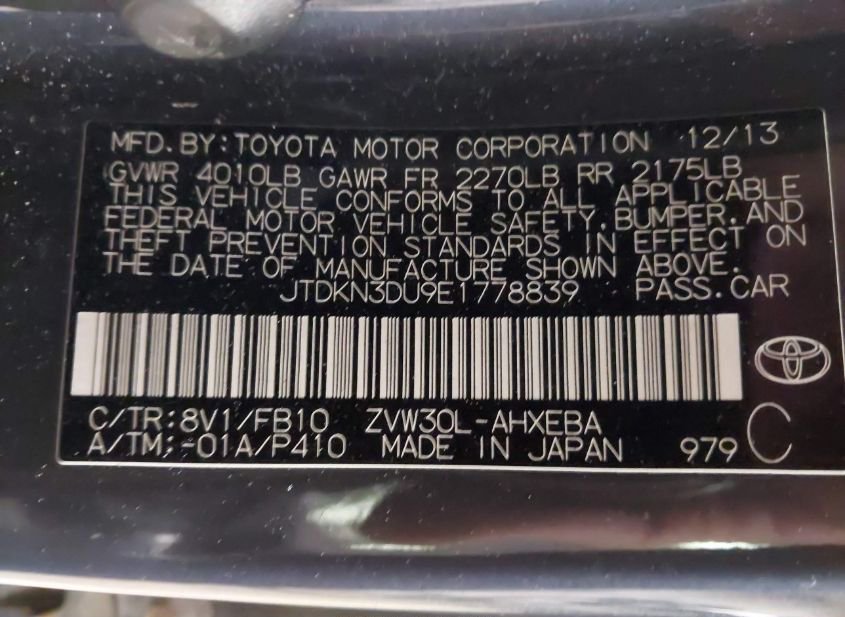 MFD.BY:TOYOTA MOTOR CORPORATION 12/13
GVWR 4010LB GAWR FR 2270LB RR 2175LB
THIS VEHICLE CONFORMS TO ALL APPLICABLE
FEDERAL MOTOR VEHICLE SAFETY,BUMPER,AND
THEFT PREVENTION STANDARDS IN EFFECT ON
THE DATE OF MANUFACTURE SHOWN ABOVE.
JTDKN3DU9E1778839 PASS.CAR
C/TR:8V1/FB10 ZVW30L-AHXEBA
A/TM:-01A/P410 MADE IN JAPAN 979 C